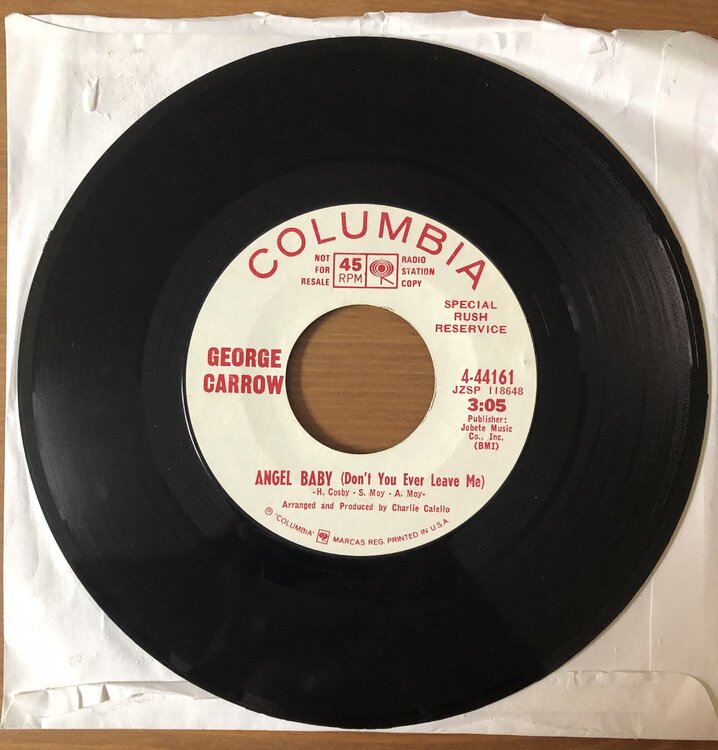 COLUMBIA
NOT
FOR
RESALE
45
RPM
RADIO
STATION
COPY
SPECIAL
RUSH
RESERVICE
GEORGE
CARROW
4-44161
JZSP 118648
3:05
Publisher:
Jobete Music
Co., Inc.
(BMI)
ANGEL BABY (Don't You Ever Leave Me)
-H. Cosby - S. Moy - A. Moy-
Arranged and Produced by Charlie Calello
℗ "COLUMBIA" MARCAS REG. PRINTED IN U.S.A.